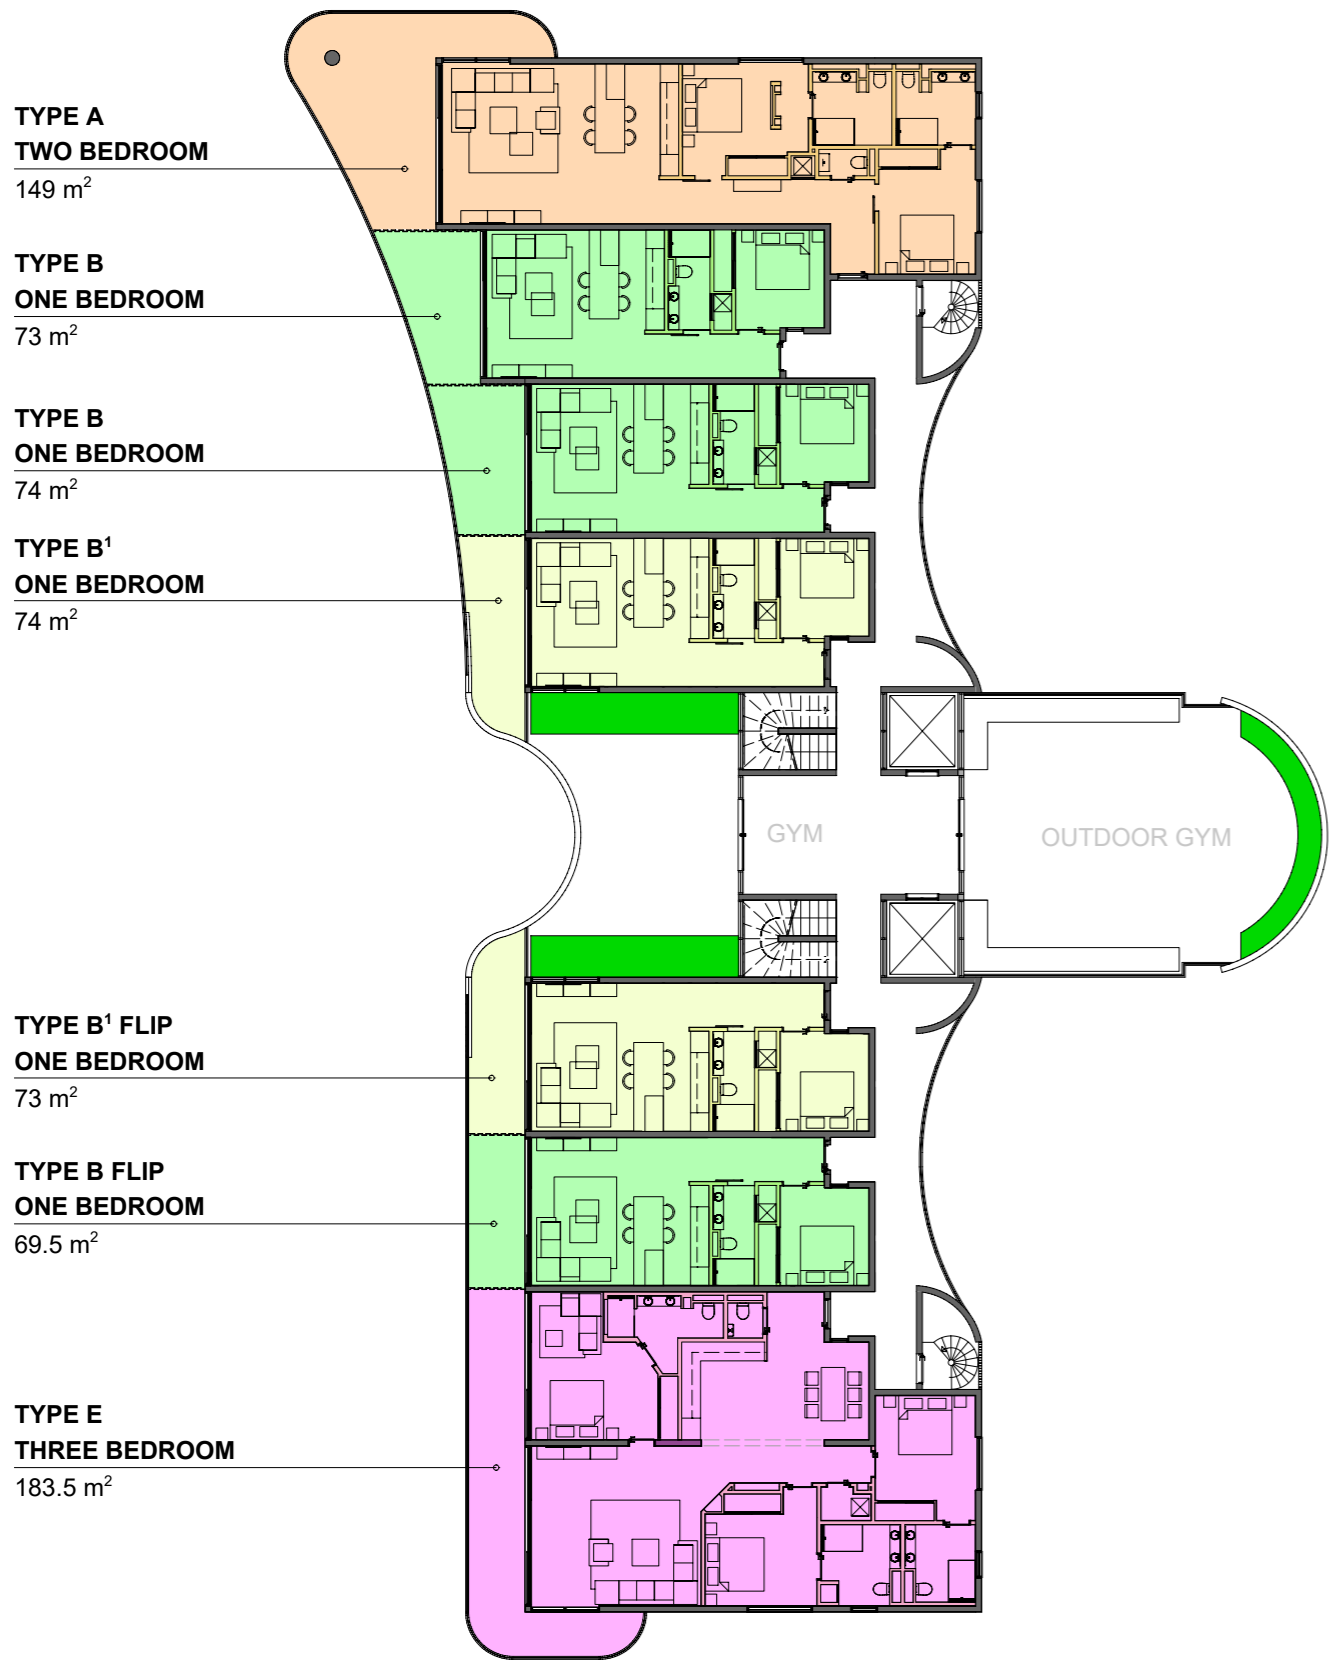 TYPE A
TWO BEDROOM
149 m²
TYPE B
ONE BEDROOM
73 m²
TYPE B
ONE BEDROOM
74 m²
TYPE B¹
ONE BEDROOM
74 m²
GYM
OUTDOOR GYM
TYPE B¹ FLIP
ONE BEDROOM
73 m²
TYPE B FLIP
ONE BEDROOM
69.5 m²
TYPE E
THREE BEDROOM
183.5 m²